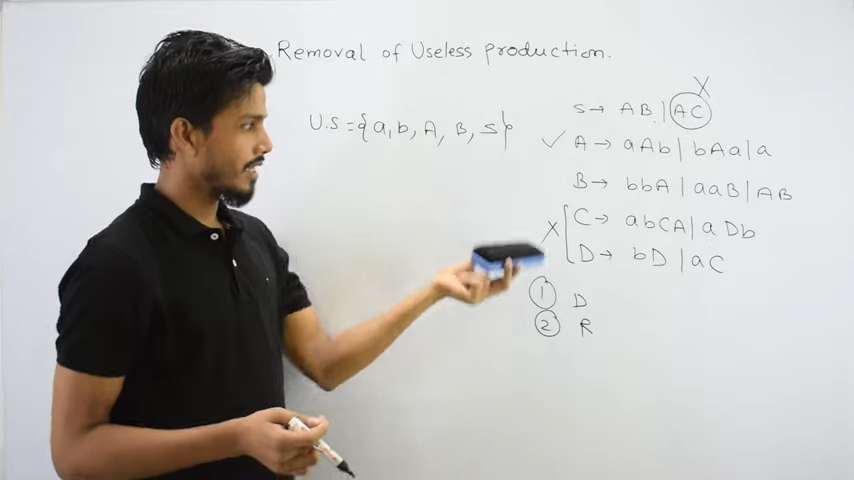 Removal of Useless production.
U.S = {a, b, A, B, S}
X
S → AB | AC
✓ A → aAb | bAa | a
B → bbA | aaB | AB
X C → abCA | aDb
D → bD | aC
1 D
2 R